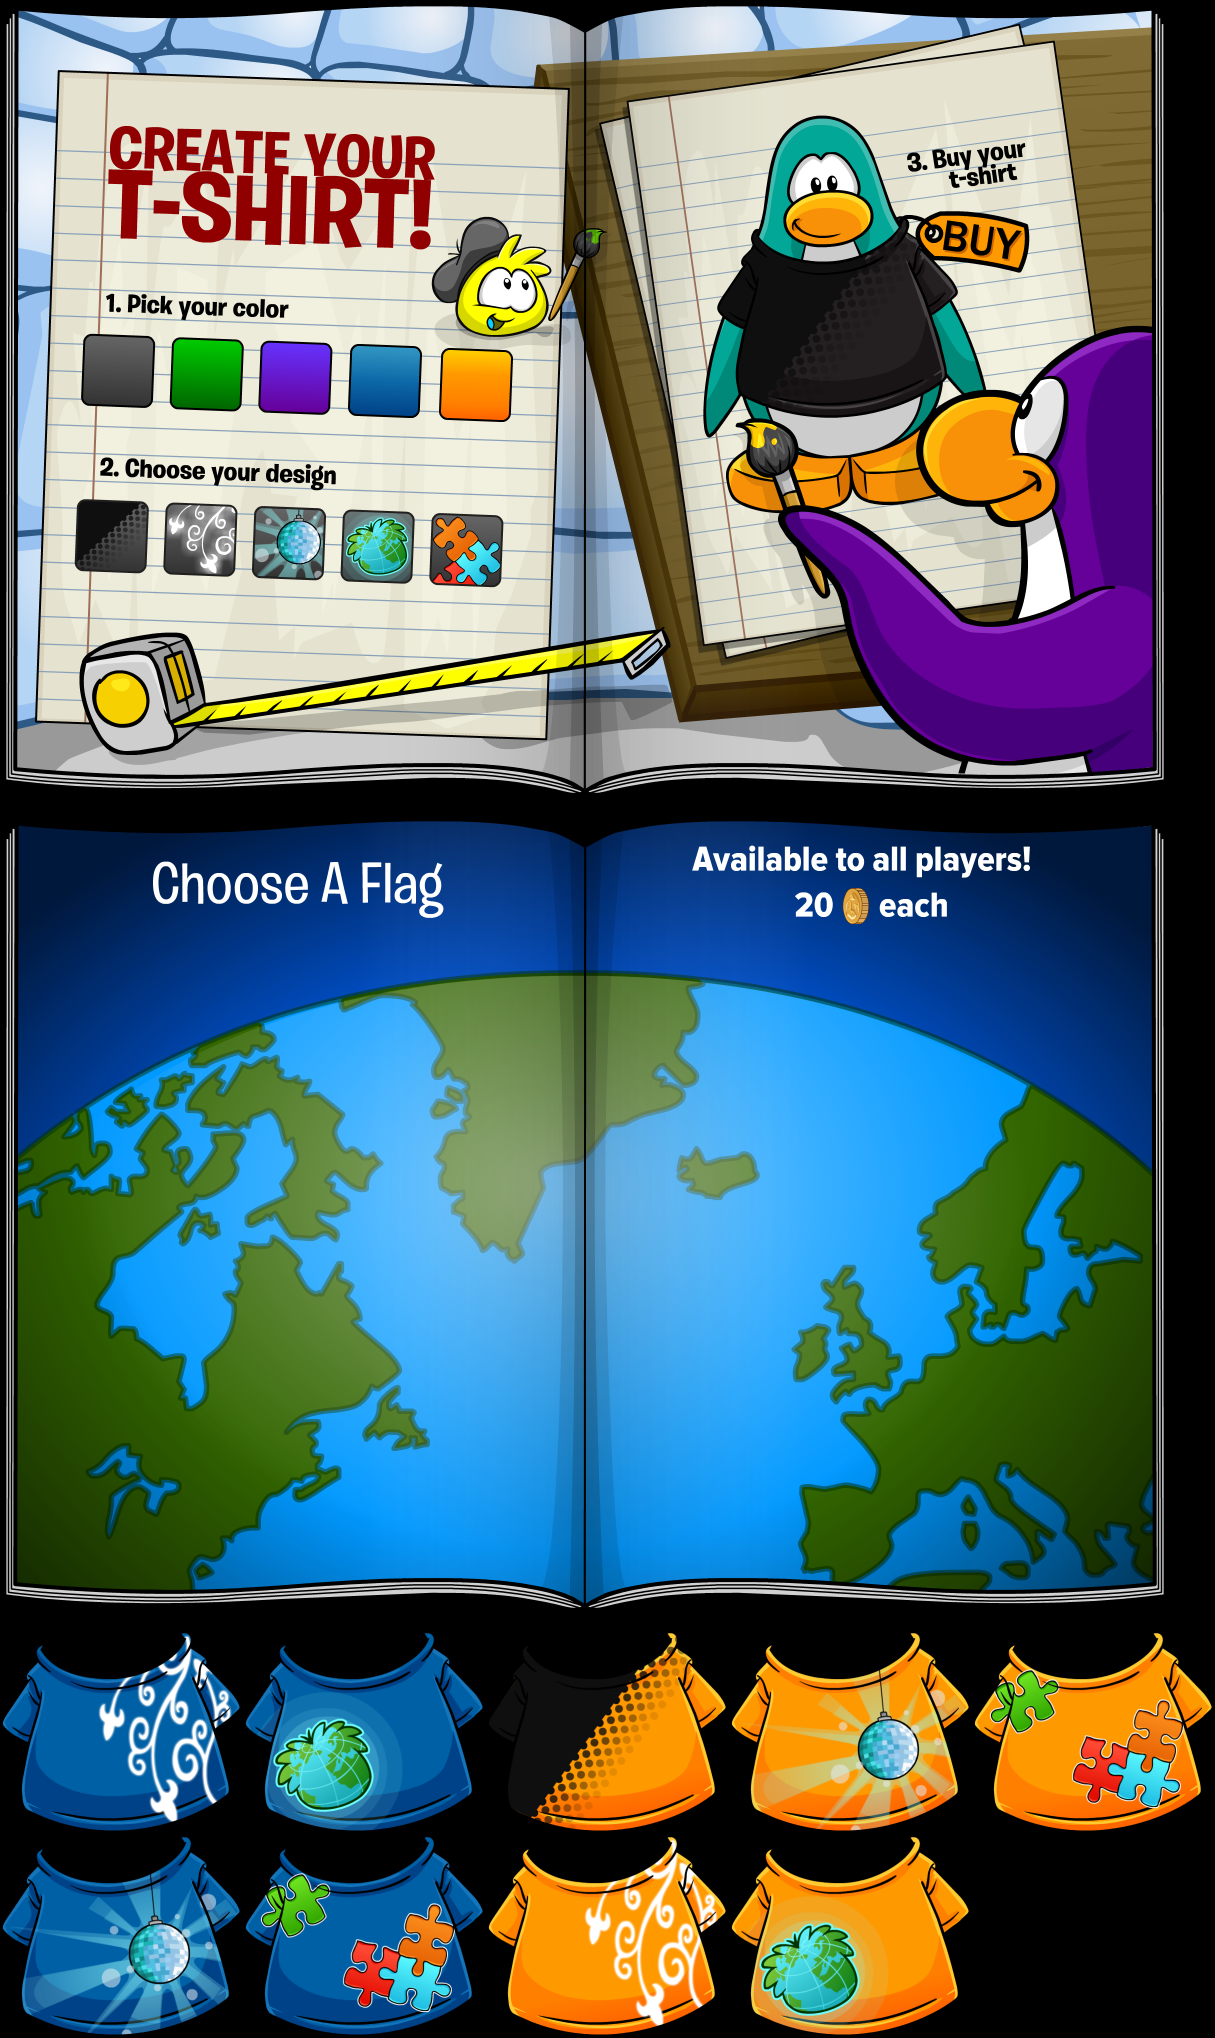 CREATE YOUR
T-SHIRT!
1. Pick your color
2. Choose your design
3. Buy your
t-shirt
BUY
Choose A Flag
Available to all players!
20 each